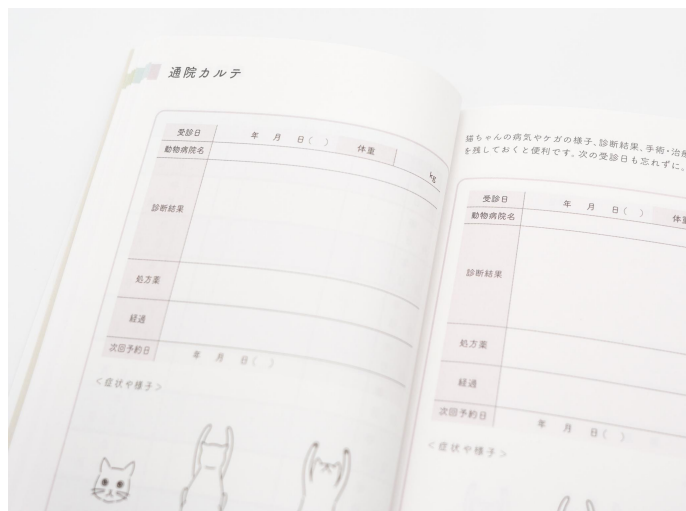 通院カルテ
受診日 年 月 日( ) 体重 kg
動物病院名
診断結果
処方薬
経過
次回予約日 年 月 日( )
<症状や様子>
猫ちゃんの病気やケガの様子、診断結果、手術・治療
を残しておくと便利です。次の受診日も忘れずに。
受診日 年 月 日( ) 体重
動物病院名
診断結果
処方薬
経過
次回予約日 年 月 日( )
<症状や様子>